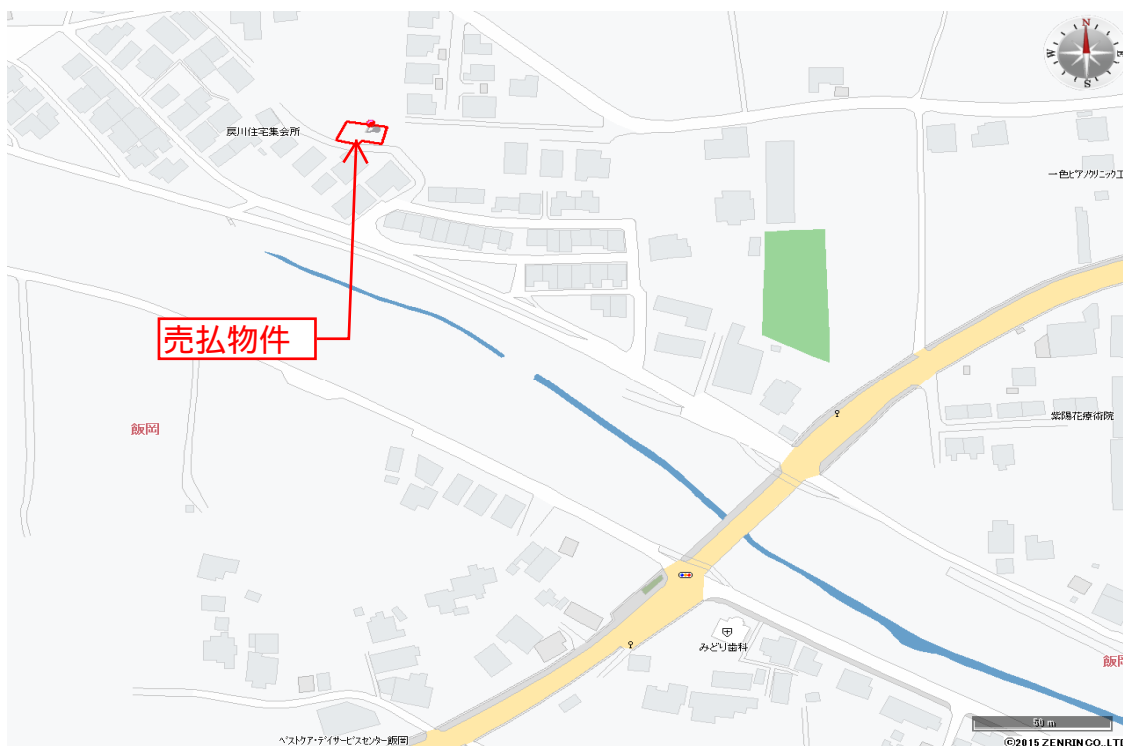 N
W
E
S
戻川住宅集会所
一色ピアノクリニック工
売払物件
紫陽花療術院
飯岡
みどり歯科
飯岡
ベストケア・デイサービスセンター飯岡
50 m
©2015 ZENRIN CO., LTD